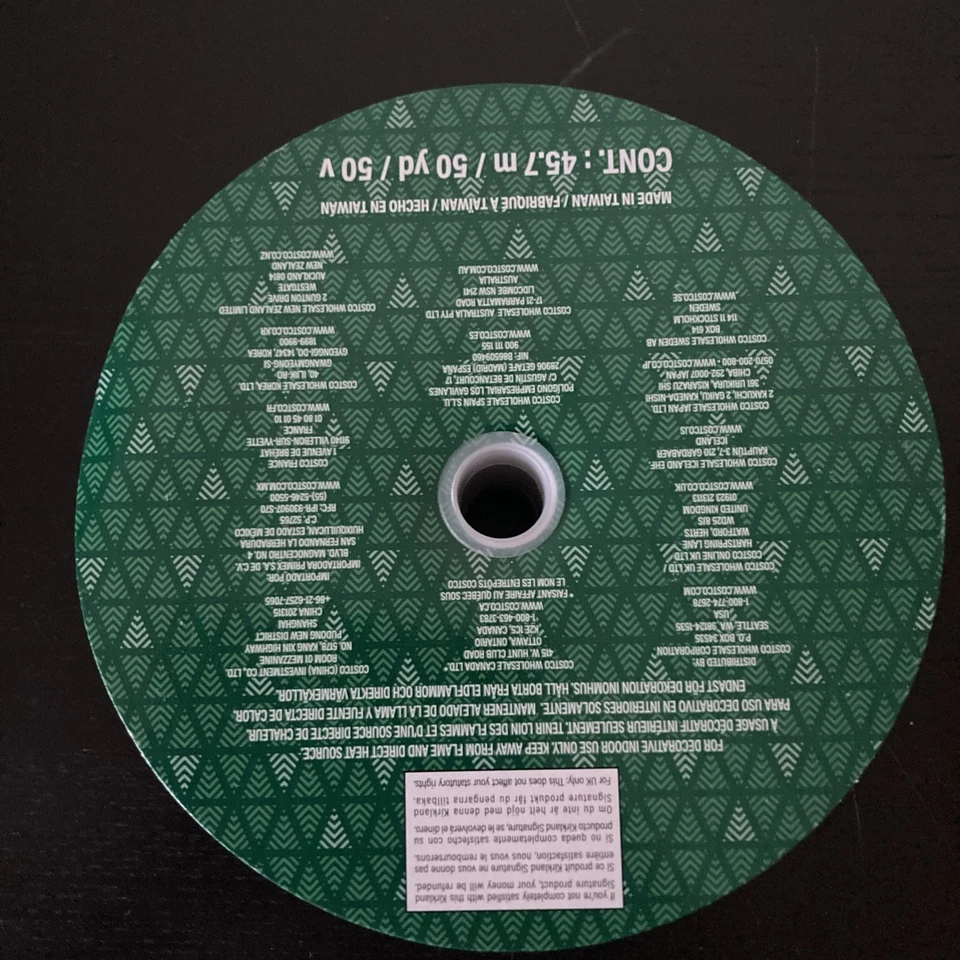 If you're not completely satisfied with this Kirkland
Signature product, your money will be refunded.
Si ce produit Kirkland Signature ne vous donne pas
entière satisfaction, nous vous le rembourserons.
Si no queda completamente satisfecho con su
producto Kirkland Signature, se le devolverá el dinero.
Om du inte är helt nöjd med denna Kirkland
Signature produkt får du pengarna tillbaka.
For UK only: This does not affect your statutory rights.
FOR DECORATIVE INDOOR USE ONLY. KEEP AWAY FROM FLAME AND DIRECT HEAT SOURCE.
À USAGE DÉCORATIF INTÉRIEUR SEULEMENT. TENIR LOIN DES FLAMMES ET D'UNE SOURCE DIRECTE DE CHALEUR.
PARA USO DECORATIVO EN INTERIORES SOLAMENTE. MANTENER ALEJADO DE LA LLAMA Y FUENTE DIRECTA DE CALOR.
ENDAST FÖR DEKORATION INOMHUS. HÅLL BORTA FRÅN ELDFLAMMOR OCH DIREKTA VÄRMEKÄLLOR.
DISTRIBUTED BY:
COSTCO WHOLESALE CORPORATION
P.O. BOX 34535
SEATTLE, WA 98124-1535
USA
1-800-774-2678
WWW.COSTCO.COM
COSTCO WHOLESALE UK LTD /
COSTCO ONLINE UK LTD
HARTSPRING LANE
WATFORD, HERTS
WD25 8JS
UNITED KINGDOM
01923 213113
WWW.COSTCO.UK
COSTCO WHOLESALE ICELAND EHF.
KAUPTÚN 3-7, 210 GARDABAER
ICELAND
WWW.COSTCO.IS
COSTCO WHOLESALE JAPAN LTD.
2 KAKUCHI, 2 GAIKU, KANEDA-NISHI
361 URIKURA, KISARAZU SHI
CHIBA, 292-0007 JAPAN
0570-200-800 • WWW.COSTCO.CO.JP
COSTCO WHOLESALE SWEDEN AB
BOX 614
114 11 STOCKHOLM
SWEDEN
WWW.COSTCO.SE
COSTCO WHOLESALE CANADA LTD.*
415 W. HUNT CLUB ROAD
OTTAWA, ONTARIO
K2E 1C5, CANADA
1-800-463-3783
WWW.COSTCO.CA
* FAISANT AFFAIRE AU QUÉBEC SOUS
LE NOM LES ENTREPÔTS COSTCO
COSTCO WHOLESALE SPAIN S.L.U.
POLÍGONO EMPRESARIAL LOS GAVILANES
C/ AGUSTÍN DE BETANCOURT, 17
28906 GETAFE (MADRID) ESPAÑA
NIF: B86509460
900 111 155
WWW.COSTCO.ES
COSTCO WHOLESALE AUSTRALIA PTY LTD
17-21 PARRAMATTA ROAD
LIDCOMBE NSW 2141
AUSTRALIA
WWW.COSTCO.COM.AU
COSTCO (CHINA) INVESTMENT CO., LTD.
ROOM 01 MEZZANINE
NO. 5178, KANG XIN HIGHWAY
PUDONG NEW DISTRICT
SHANGHAI
CHINA 201315
+86-21-6257-7065
IMPORTADO POR:
IMPORTADORA PRIMEX S.A. DE C.V.
BLVD. MAGNOCENTRO NO. 4
SAN FERNANDO LA HERRADURA
HUIXQUILUCAN, ESTADO DE MÉXICO
C.P. 52765
RFC: IPR-930907-S70
(55)-5246-5500
WWW.COSTCO.COM.MX
COSTCO FRANCE
1 AVENUE DE BRÉHAT
91140 VILLEBON-SUR-YVETTE
FRANCE
01 80 45 01 10
WWW.COSTCO.FR
COSTCO WHOLESALE KOREA, LTD.
40, ILJIK-RO
GWANGMYEONG-SI
GYEONGGI-DO, 14347, KOREA
1899-9900
WWW.COSTCO.CO.KR
COSTCO WHOLESALE NEW ZEALAND LIMITED
2 GUNTON DRIVE
WESTGATE
AUCKLAND 0814
NEW ZEALAND
WWW.COSTCO.CO.NZ
MADE IN TAIWAN / FABRIQUÉ À TAÏWAN / HECHO EN TAIWÁN
CONT. : 45.7 m / 50 yd / 50 v